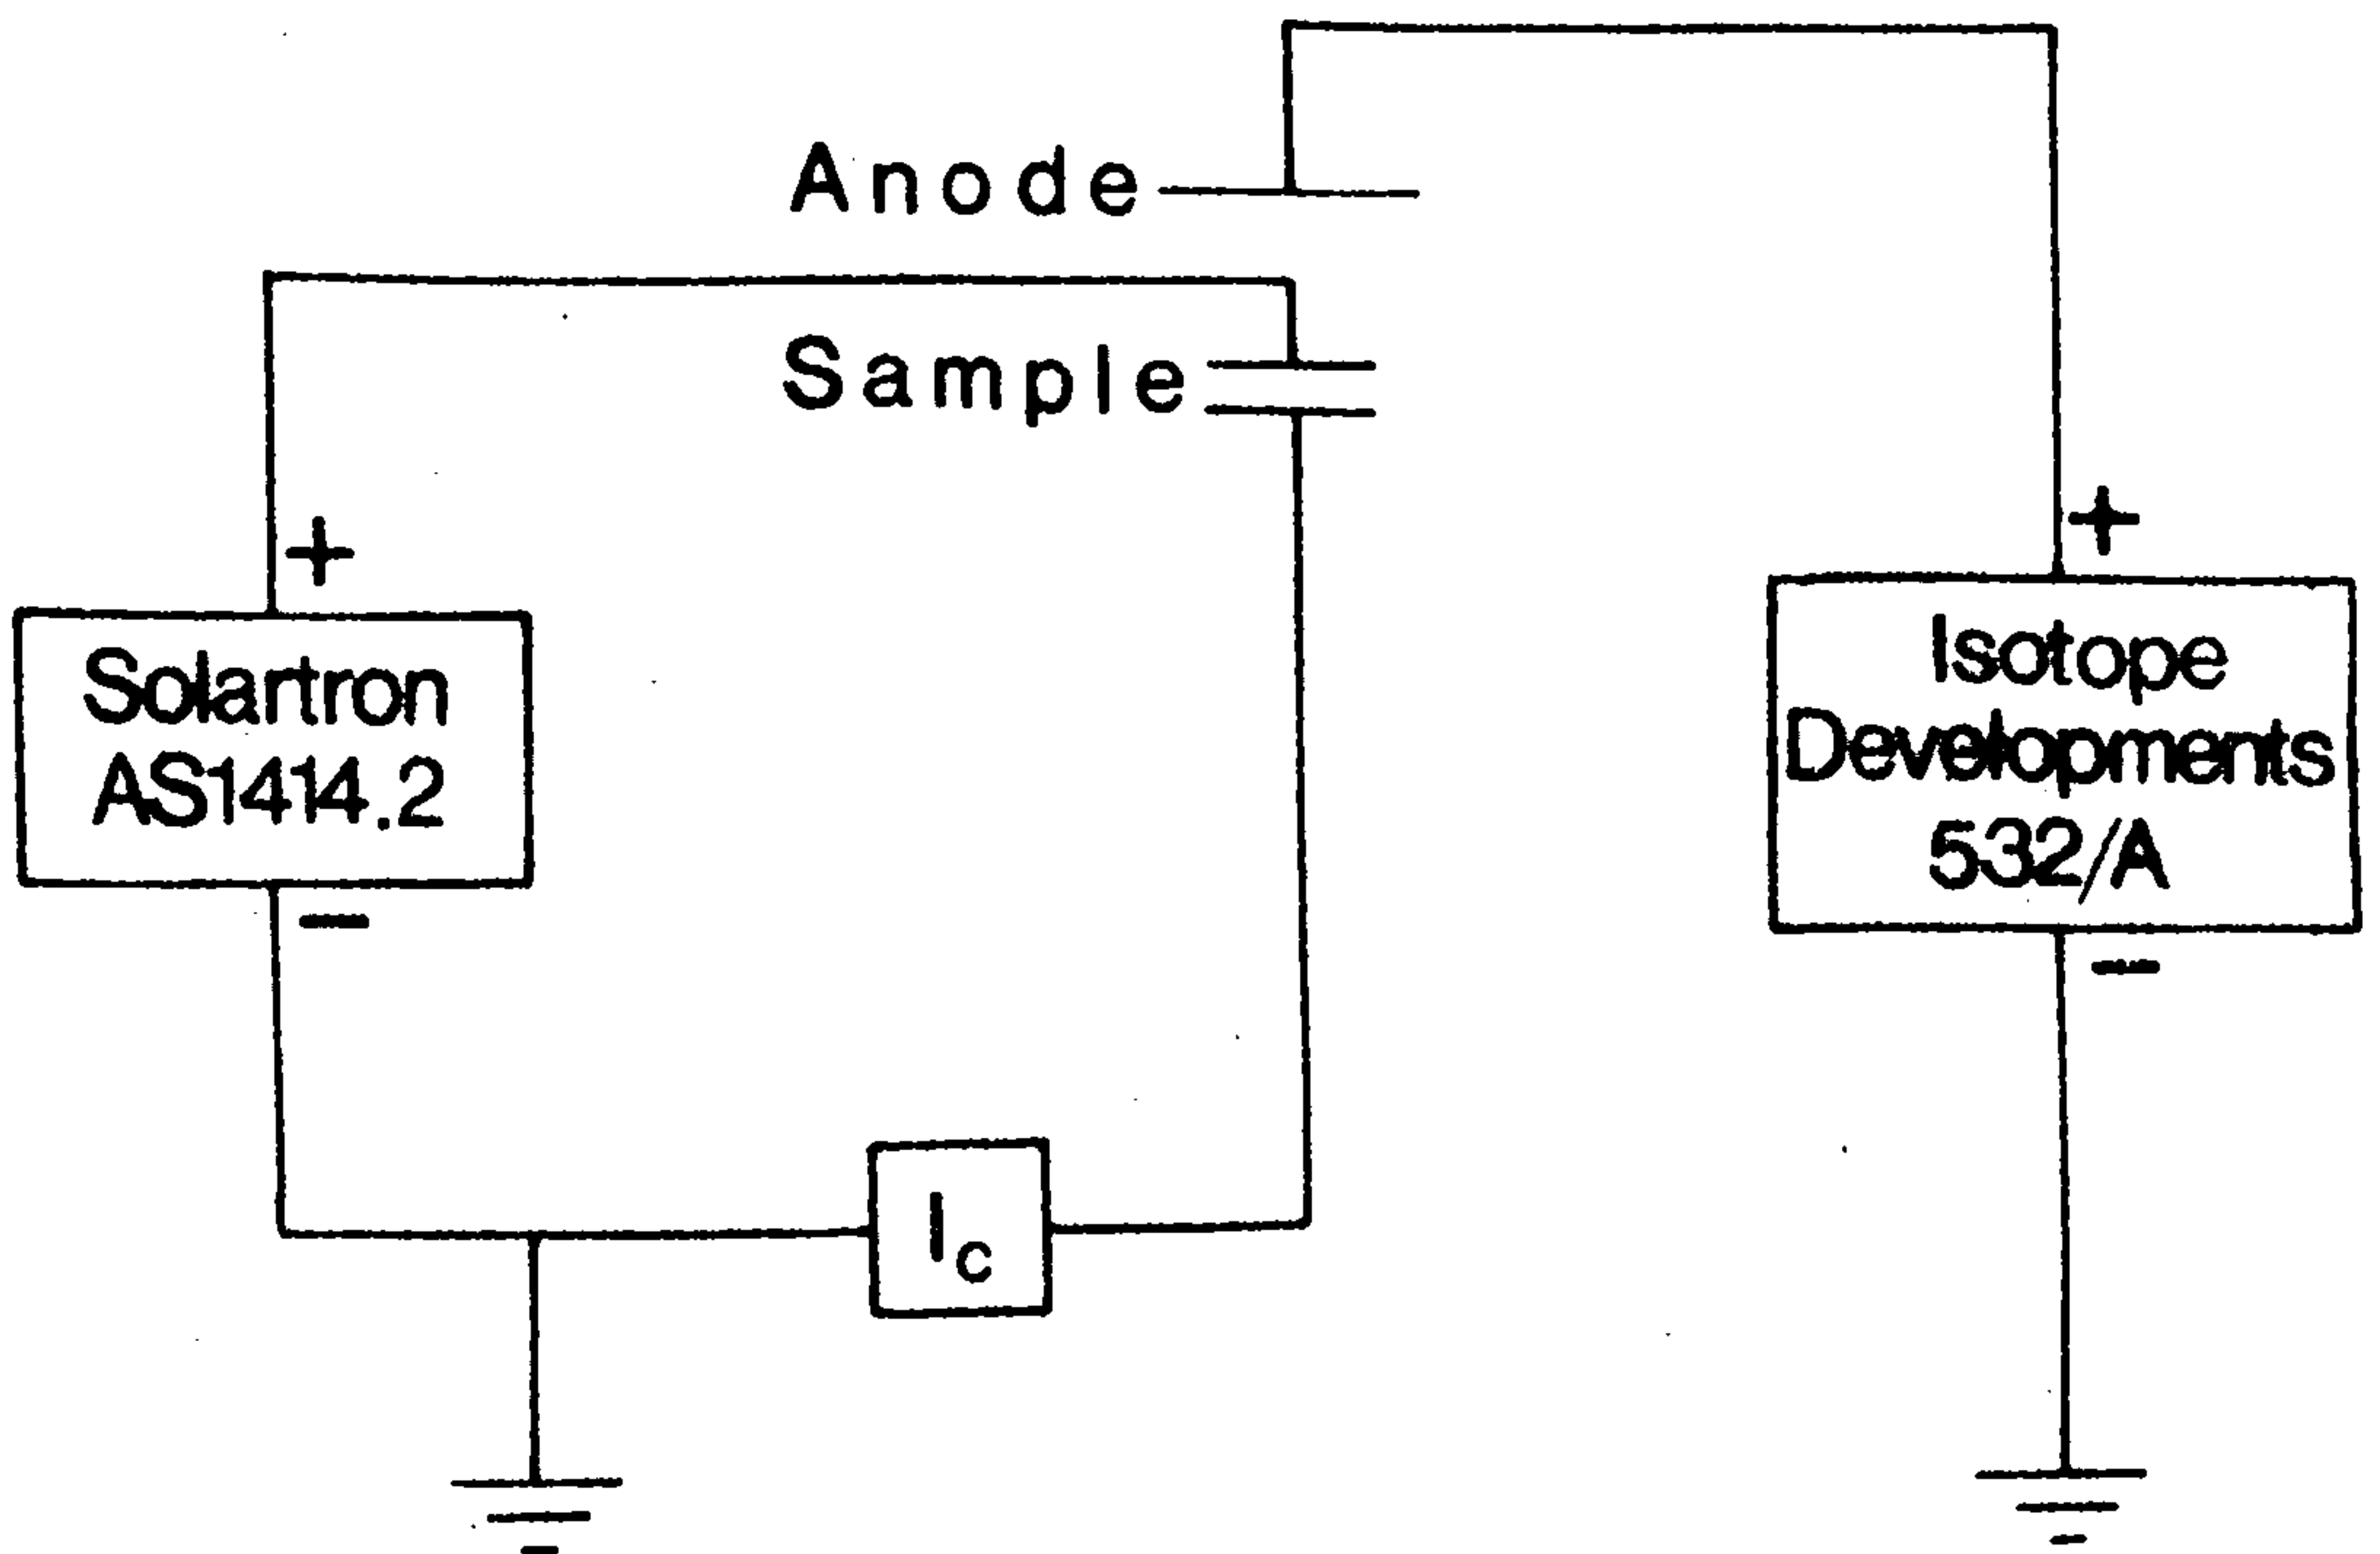 Anode
Sample
+
+
Solartron
AS1414.2
Isotope
Developments
532/A
−
−
Ic